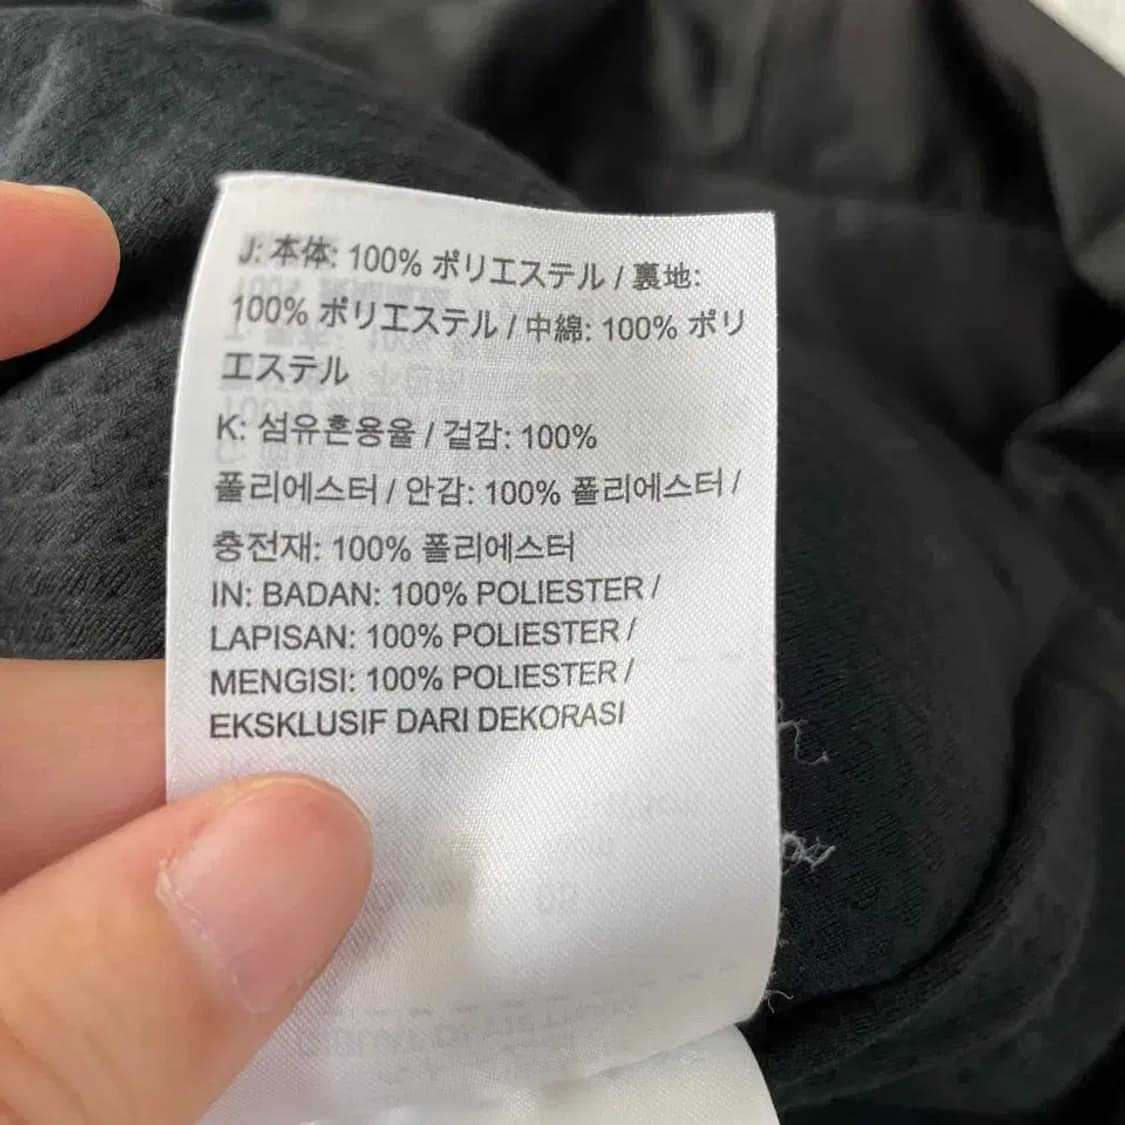 J: 本体: 100% ポリエステル / 裏地:
100% ポリエステル / 中綿: 100% ポリ
エステル
K: 섬유혼용율 / 겉감: 100%
폴리에스터 / 안감: 100% 폴리에스터 /
충전재: 100% 폴리에스터
IN: BADAN: 100% POLIESTER /
LAPISAN: 100% POLIESTER /
MENGISI: 100% POLIESTER /
EKSKLUSIF DARI DEKORASI